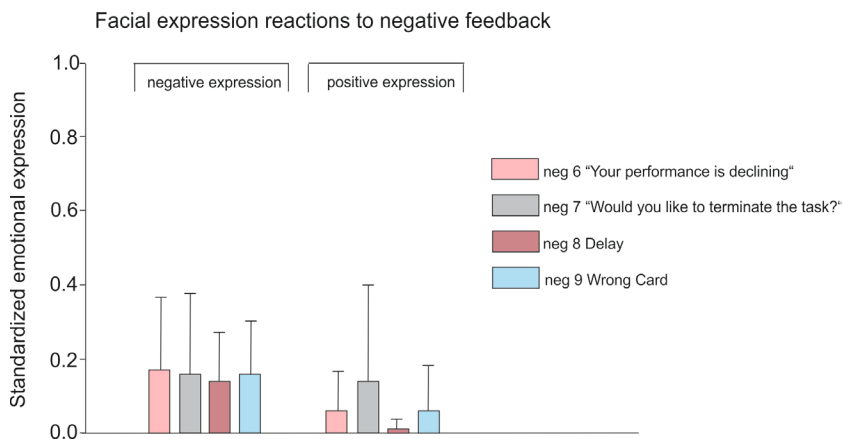 Facial expression reactions to negative feedback
Standardized emotional expression
1.0
0.8
0.6
0.4
0.2
0.0
negative expression
positive expression
neg 6 “Your performance is declining“
neg 7 “Would you like to terminate the task?“
neg 8 Delay
neg 9 Wrong Card